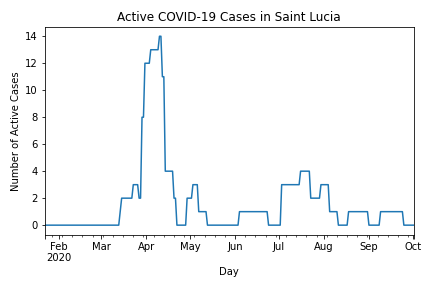 Active COVID-19 Cases in Saint Lucia
Number of Active Cases
14
12
10
8
6
4
2
0
Feb Mar Apr May Jun Jul Aug Sep Oct
2020
Day